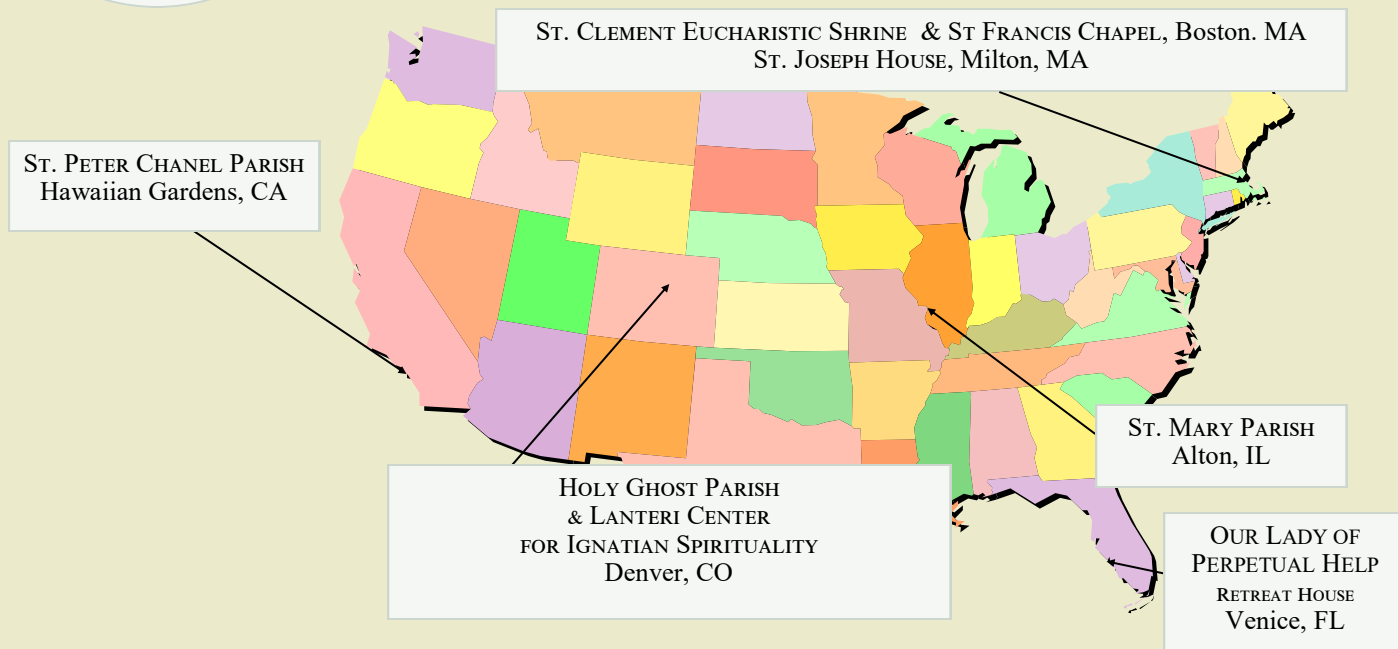 St. Clement Eucharistic Shrine & St Francis Chapel, Boston. MA
St. Joseph House, Milton, MA
St. Peter Chanel Parish
Hawaiian Gardens, CA
St. Mary Parish
Alton, IL
Holy Ghost Parish
& Lanteri Center
for Ignatian Spirituality
Denver, CO
Our Lady of
Perpetual Help
Retreat House
Venice, FL